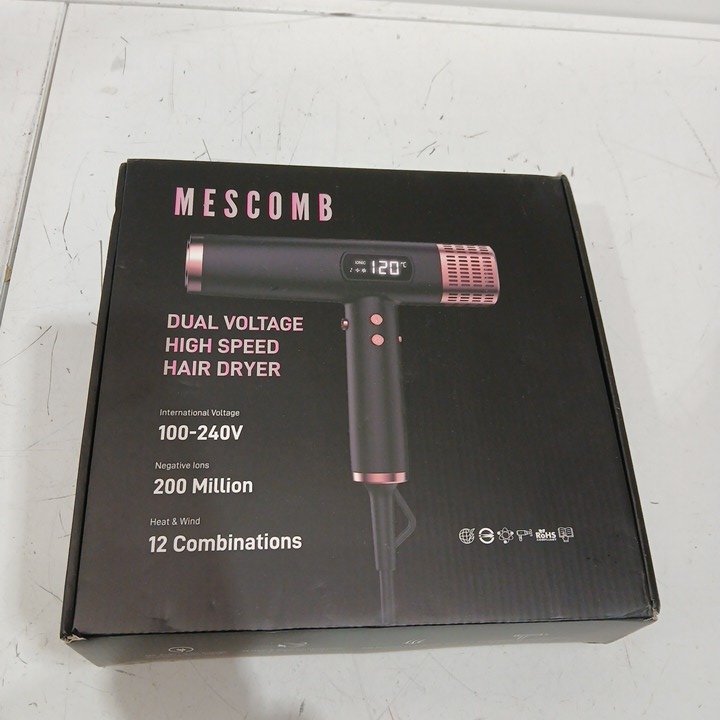 MESCOMB
IONIC
120°C
DUAL VOLTAGE
HIGH SPEED
HAIR DRYER
International Voltage
100-240V
Negative Ions
200 Million
Heat & Wind
12 Combinations
RoHS